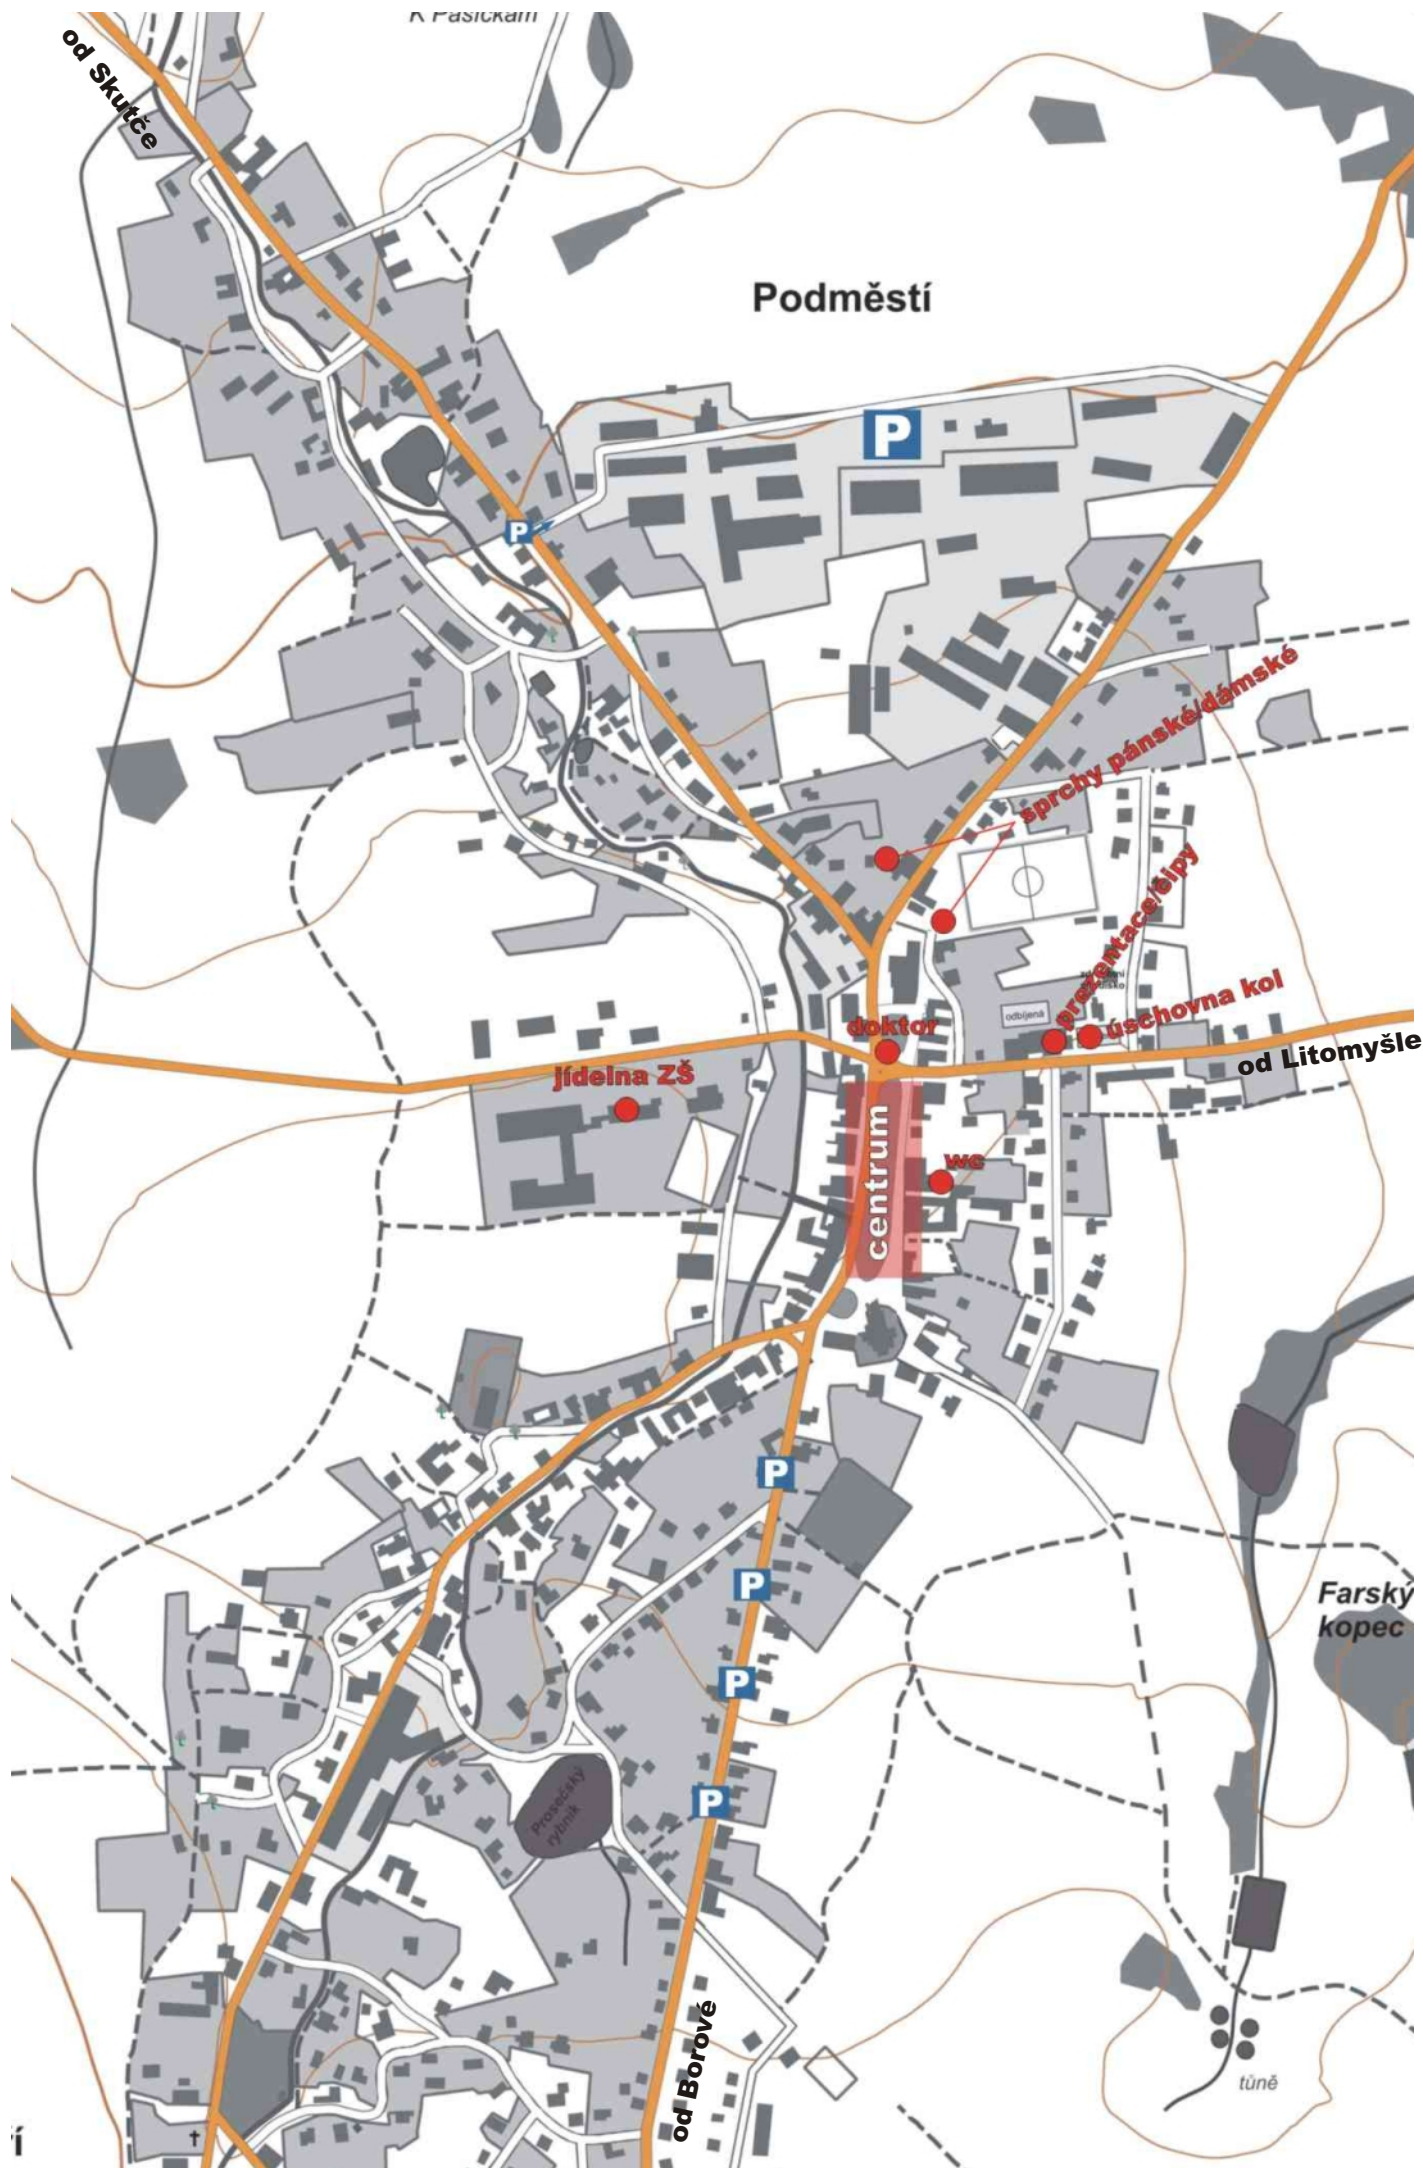 K Pasíčkám
od Skutče
Podměstí
P
P
sprchy pánské/dámské
prezentace/čipy
odbíjená
úschovna kol
doktor
od Litomyšle
jídelna ZŠ
centrum
wc
P
P
Farský
kopec
P
P
Prosečský
rybník
od Borové
tůně
ří